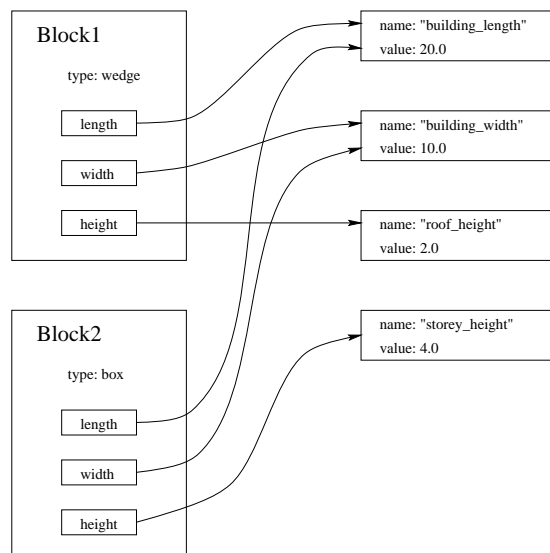 Block1
type: wedge
length
width
height
Block2
type: box
length
width
height
name: "building_length"
value: 20.0
name: "building_width"
value: 10.0
name: "roof_height"
value: 2.0
name: "storey_height"
value: 4.0